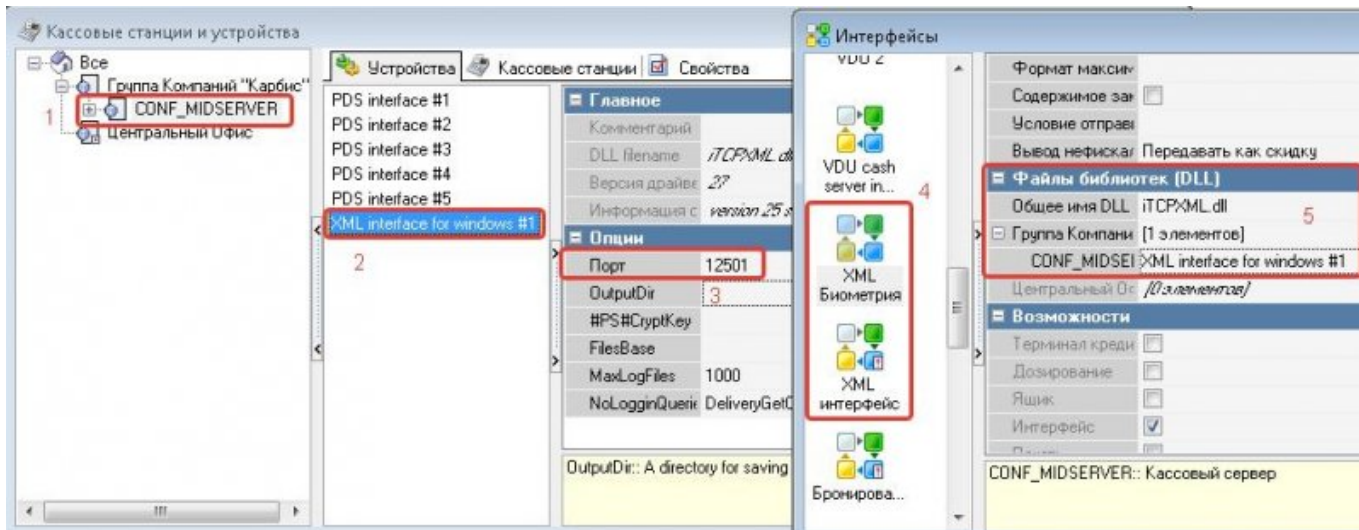 Кассовые станции и устройства
Все
Группа Компаний "Карбис"
1
CONF_MIDSERVER
Центральный Офис
Устройства
Кассовые станции
Свойства
PDS interface #1
PDS interface #2
PDS interface #3
PDS interface #4
PDS interface #5
XML interface for windows #1
2
Главное
Комментарий
DLL filename iTCPXML.dll
Версия драйве 27
Информация с version 25 s
Опции
Порт 12501
OutputDir 3
#PS#CryptKey
FilesBase
MaxLogFiles 1000
NoLogginQuerie DeliveryGetC
OutputDir:: A directory for saving
Интерфейсы
VDU 2
VDU cash
server in...
4
XML
Биометрия
XML
интерфейс
Бронирова...
Формат максим
Содержимое зак
Условие отправ
Вывод нефискал Передавать как скидку
Файлы библиотек (DLL)
Общее имя DLL iTCPXML.dll
5
Группа Компани [1 элементов]
CONF_MIDSEI XML interface for windows #1
Центральный Ос [0 элементов]
Возможности
Терминал креди
Дозирование
Ящик
Интерфейс
CONF_MIDSERVER:: Кассовый сервер